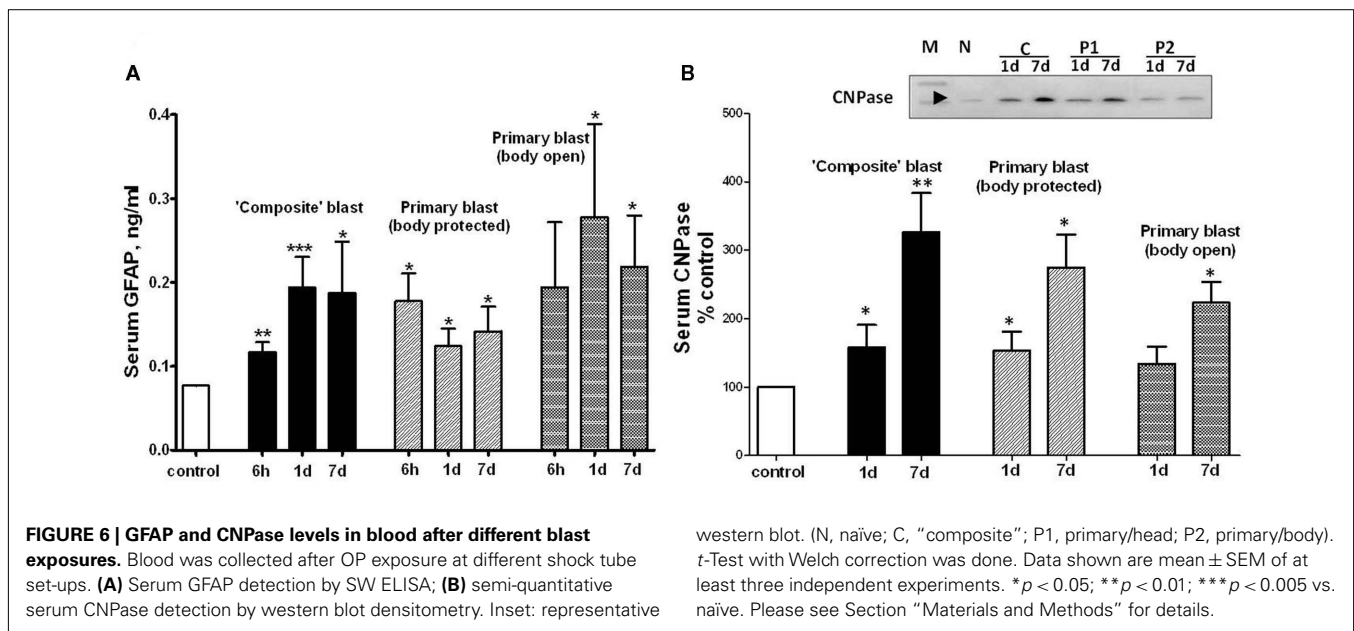 A
Serum GFAP, ng/ml
0.4
0.3
0.2
0.1
0.0
'Composite' blast
Primary blast
(body protected)
Primary blast
(body open)
**
***
*
*
*
*
*
*
control
6h
1d
7d
6h
1d
7d
6h
1d
7d
B
M N C P1 P2
1d 7d 1d 7d 1d 7d
CNPase
Serum CNPase
% control
500
400
300
200
100
0
'Composite' blast
Primary blast
(body protected)
Primary blast
(body open)
*
**
*
*
*
control
1d
7d
1d
7d
1d
7d
FIGURE 6 | GFAP and CNPase levels in blood after different blast
exposures. Blood was collected after OP exposure at different shock tube
set-ups. (A) Serum GFAP detection by SW ELISA; (B) semi-quantitative
serum CNPase detection by western blot densitometry. Inset: representative
western blot. (N, naïve; C, “composite”; P1, primary/head; P2, primary/body).
t-Test with Welch correction was done. Data shown are mean ± SEM of at
least three independent experiments. *p < 0.05; **p < 0.01; ***p < 0.005 vs.
naïve. Please see Section “Materials and Methods” for details.